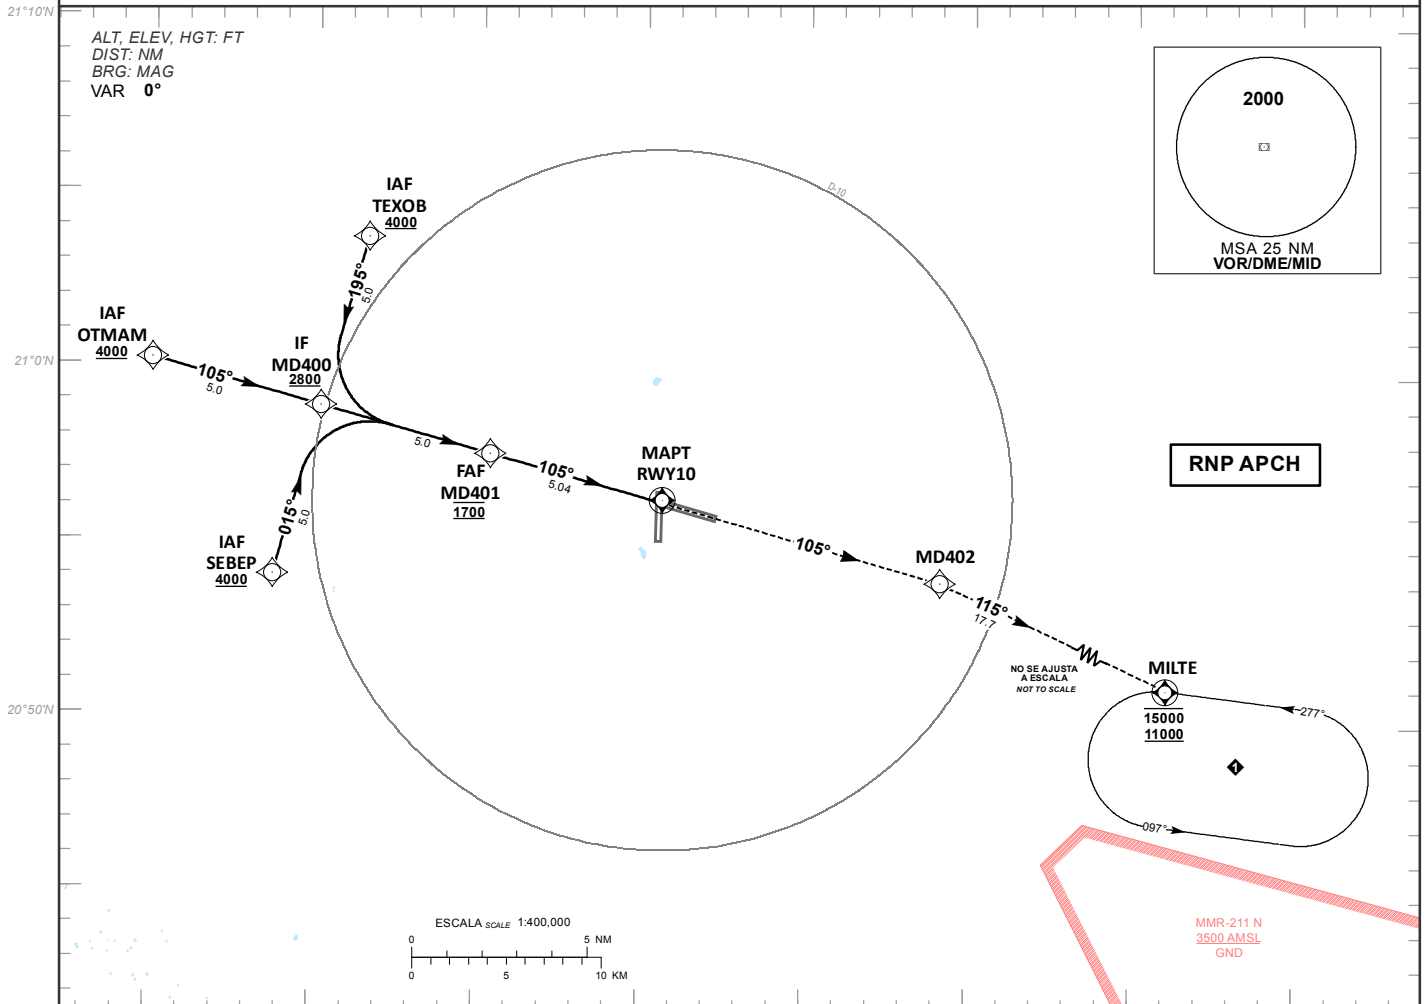 21°10'N
ALT, ELEV, HGT: FT
DIST: NM
BRG: MAG
VAR 0°
2000
MSA 25 NM
VOR/DME/MID
D-10
IAF
TEXOB
4000
195°
5.0
IAF
OTMAM
4000
105°
5.0
21°0'N
IF
MD400
2800
5.0
FAF
MD401
1700
105°
5.04
MAPT
RWY10
RNP APCH
015°
5.0
IAF
SEBEP
4000
105°
MD402
115°
17.7
NO SE AJUSTA
A ESCALA
NOT TO SCALE
MILTE
15000
11000
277°
1
097°
20°50'N
MMR-211 N
3500 AMSL
GND
ESCALA SCALE 1:400,000
0 5 NM
0 5 10 KM